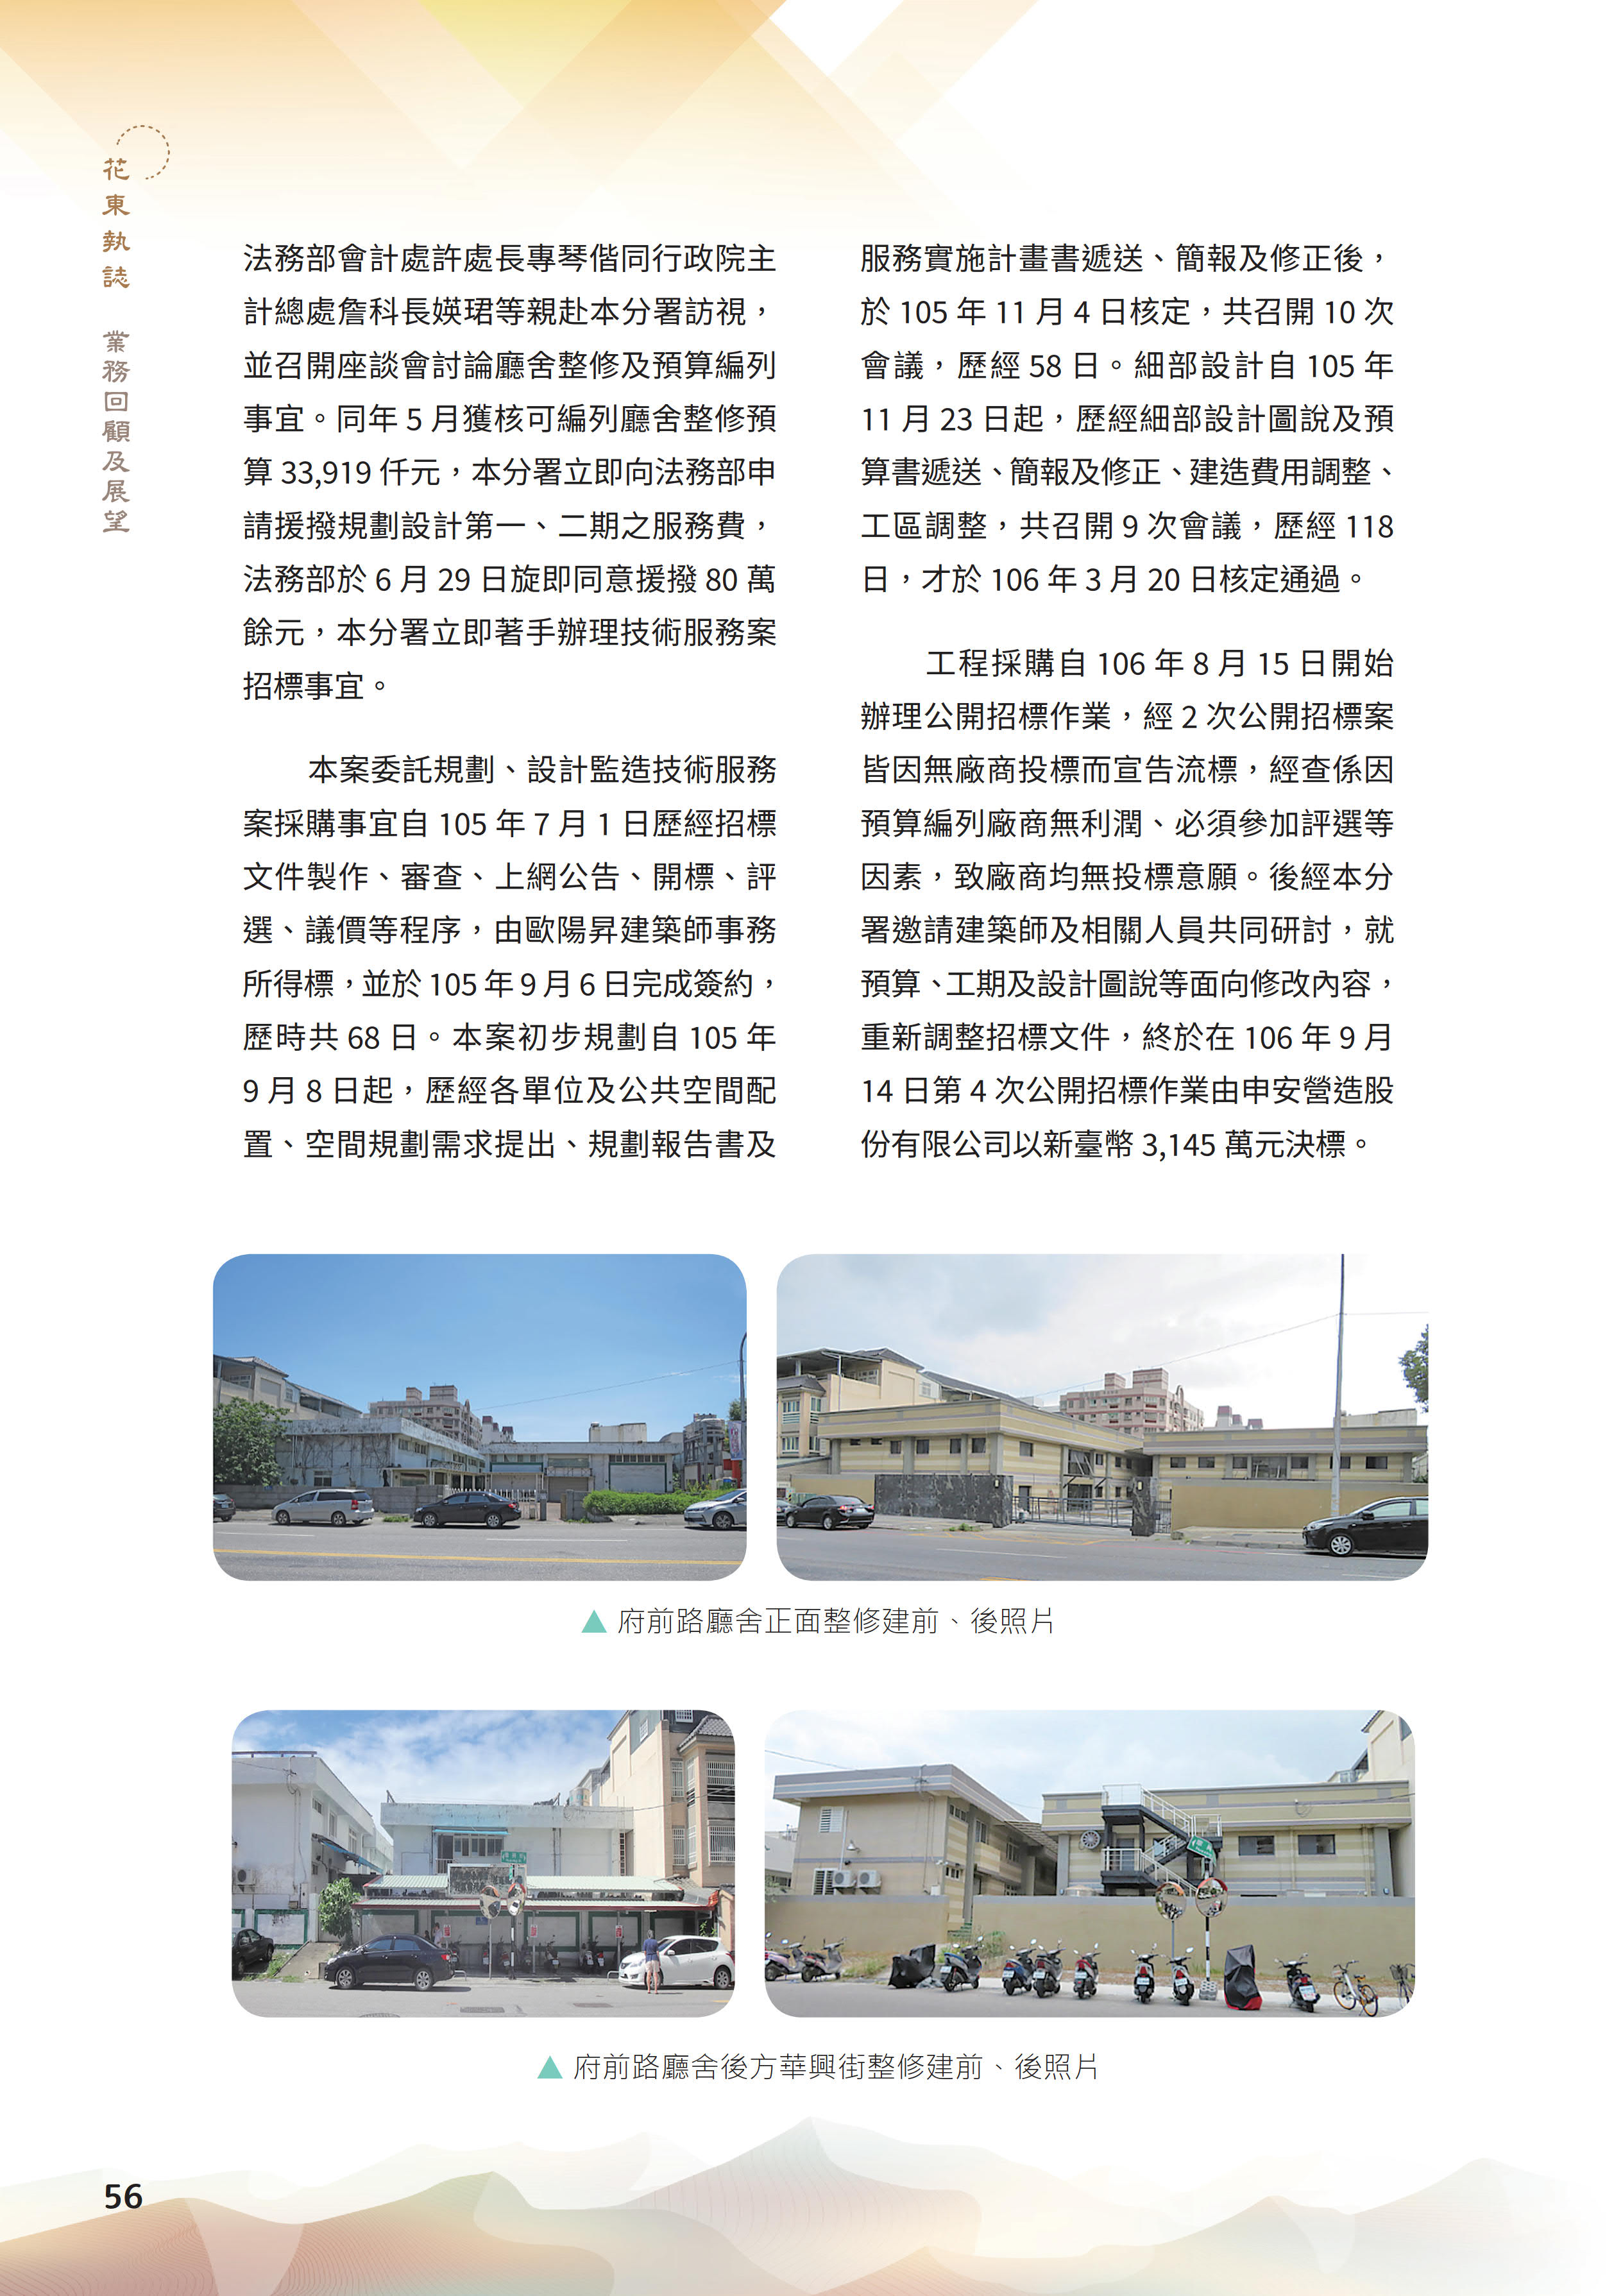 花東執誌
業務回顧及展望
法務部會計處許處長專琴偕同行政院主
計總處詹科長媖珺等親赴本分署訪視，
並召開座談會討論廳舍整修及預算編列
事宜。同年 5 月獲核可編列廳舍整修預
算 33,919 仟元，本分署立即向法務部申
請援撥規劃設計第一、二期之服務費，
法務部於 6 月 29 日旋即同意援撥 80 萬
餘元，本分署立即著手辦理技術服務案
招標事宜。
本案委託規劃、設計監造技術服務
案採購事宜自 105 年 7 月 1 日歷經招標
文件製作、審查、上網公告、開標、評
選、議價等程序，由歐陽昇建築師事務
所得標，並於 105 年 9 月 6 日完成簽約，
歷時共 68 日。本案初步規劃自 105 年
9 月 8 日起，歷經各單位及公共空間配
置、空間規劃需求提出、規劃報告書及
服務實施計畫書遞送、簡報及修正後，
於 105 年 11 月 4 日核定，共召開 10 次
會議，歷經 58 日。細部設計自 105 年
11 月 23 日起，歷經細部設計圖說及預
算書遞送、簡報及修正、建造費用調整、
工區調整，共召開 9 次會議，歷經 118
日，才於 106 年 3 月 20 日核定通過。
工程採購自 106 年 8 月 15 日開始
辦理公開招標作業，經 2 次公開招標案
皆因無廠商投標而宣告流標，經查係因
預算編列廠商無利潤、必須參加評選等
因素，致廠商均無投標意願。後經本分
署邀請建築師及相關人員共同研討，就
預算、工期及設計圖說等面向修改內容，
重新調整招標文件，終於在 106 年 9 月
14 日第 4 次公開招標作業由申安營造股
份有限公司以新臺幣 3,145 萬元決標。
▲ 府前路廳舍正面整修建前、後照片
▲ 府前路廳舍後方華興街整修建前、後照片
56